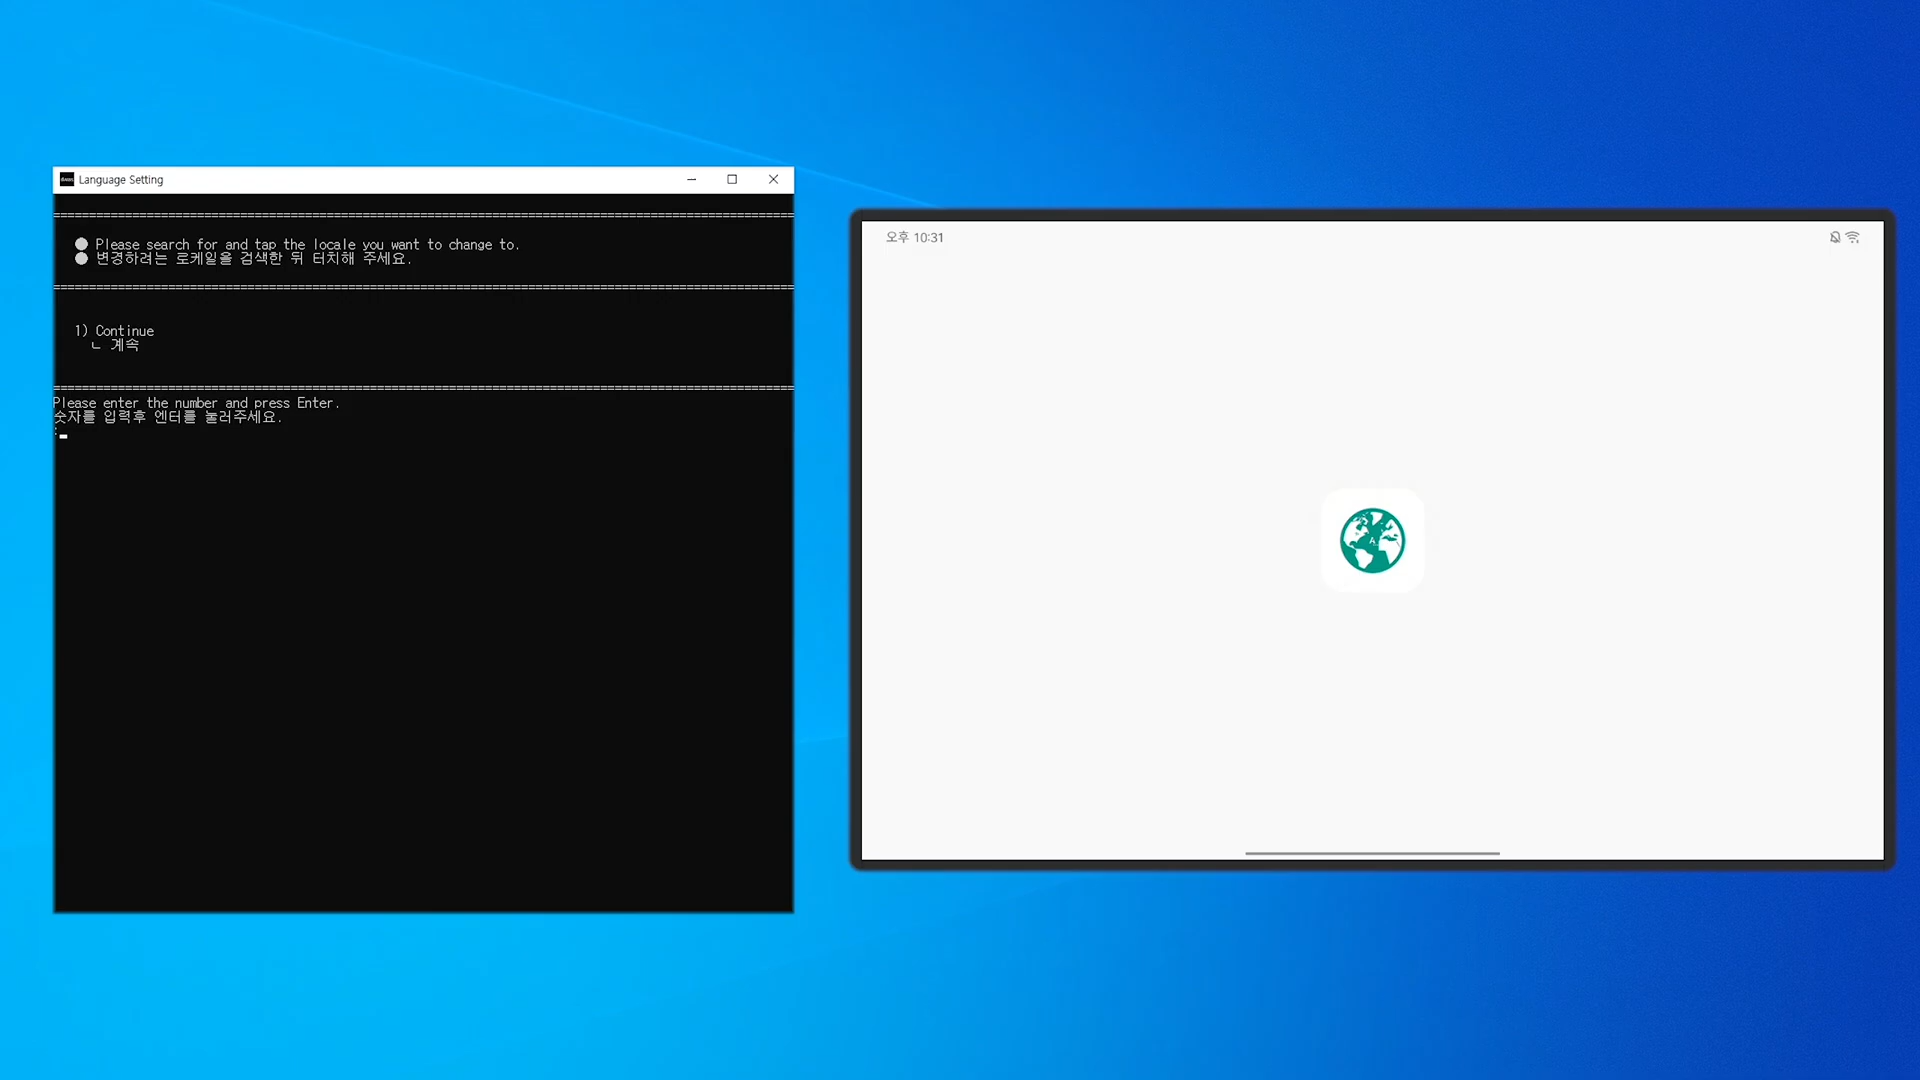 Language Setting
● Please search for and tap the locale you want to change to.
● 변경하려는 로케일을 검색한 뒤 터치해 주세요.
1) Continue
ㄴ 계속
Please enter the number and press Enter.
숫자를 입력후 엔터를 눌러주세요.
:
오후 10:31
A